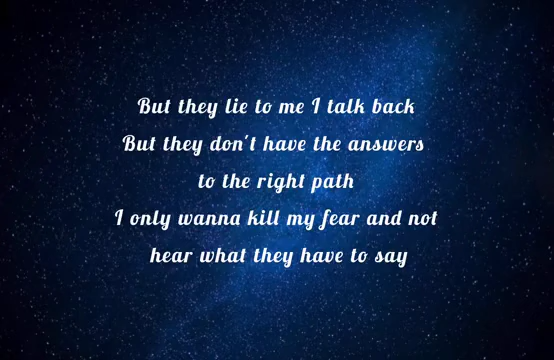 But they lie to me I talk back
But they don't have the answers
to the right path
I only wanna kill my fear and not
hear what they have to say